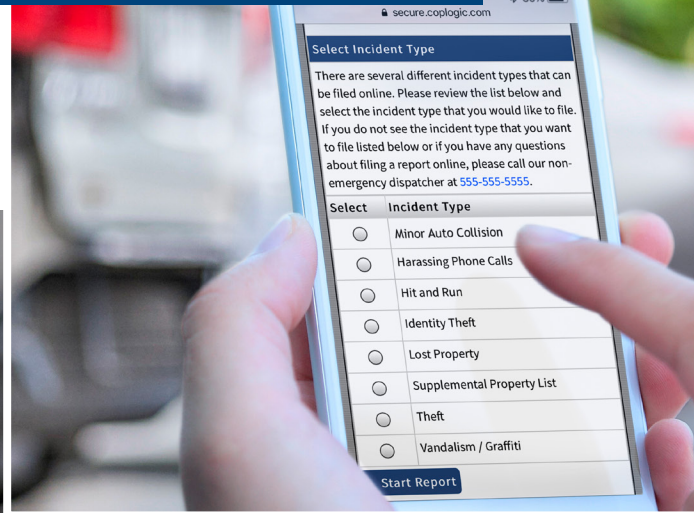 secure.coplogic.com
Select Incident Type
There are several different incident types that can
be filed online. Please review the list below and
select the incident type that you would like to file.
If you do not see the incident type that you want
to file listed below or if you have any questions
about filing a report online, please call our non-
emergency dispatcher at 555-555-5555.
Select Incident Type
Minor Auto Collision
Harassing Phone Calls
Hit and Run
Identity Theft
Lost Property
Supplemental Property List
Theft
Vandalism / Graffiti
Start Report